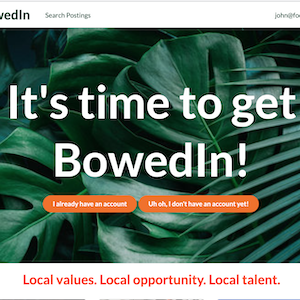 wedIn Search Postings john@fo
It's time to get
BowedIn!
I already have an account Uh oh, I don't have an account yet!
Local values. Local opportunity. Local talent.